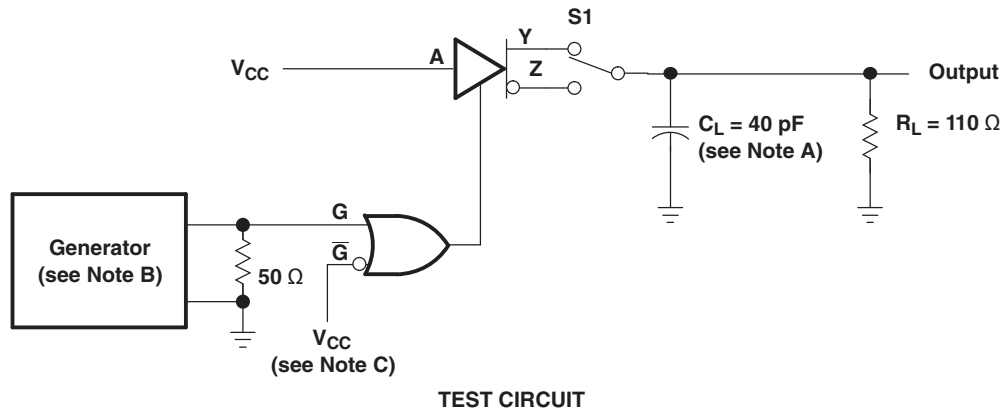 S1
Y
A
Z
VCC
Output
CL = 40 pF
(see Note A)
RL = 110 Ω
G
Generator
(see Note B)
G̅
50 Ω
VCC
(see Note C)
TEST CIRCUIT